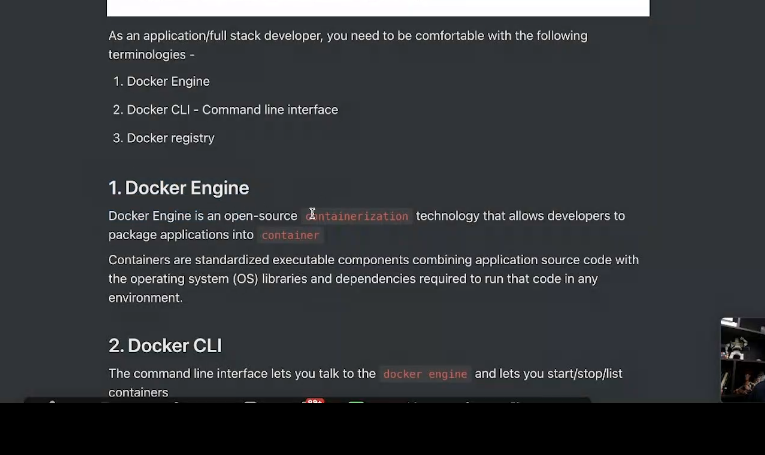 As an application/full stack developer, you need to be comfortable with the following
terminologies -
1. Docker Engine
2. Docker CLI - Command line interface
3. Docker registry
1. Docker Engine
Docker Engine is an open-source containerization technology that allows developers to
package applications into container
Containers are standardized executable components combining application source code with
the operating system (OS) libraries and dependencies required to run that code in any
environment.
2. Docker CLI
The command line interface lets you talk to the docker engine and lets you start/stop/list
containers